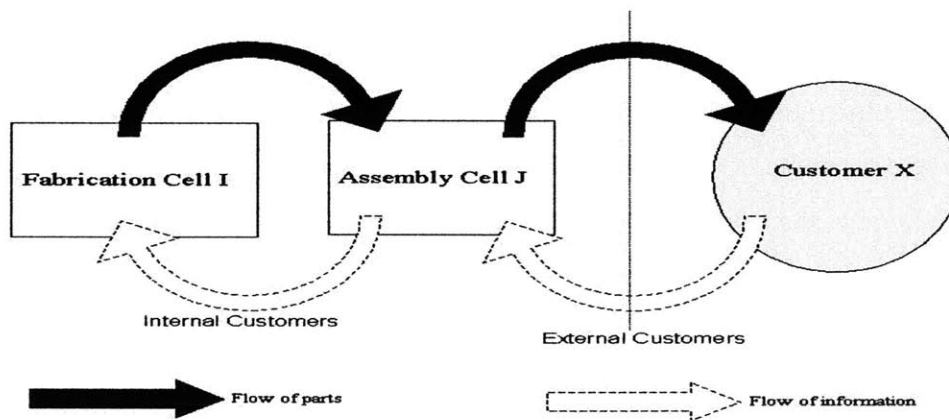 Fabrication Cell I
Assembly Cell J
Customer X
Internal Customers
External Customers
Flow of parts
Flow of information